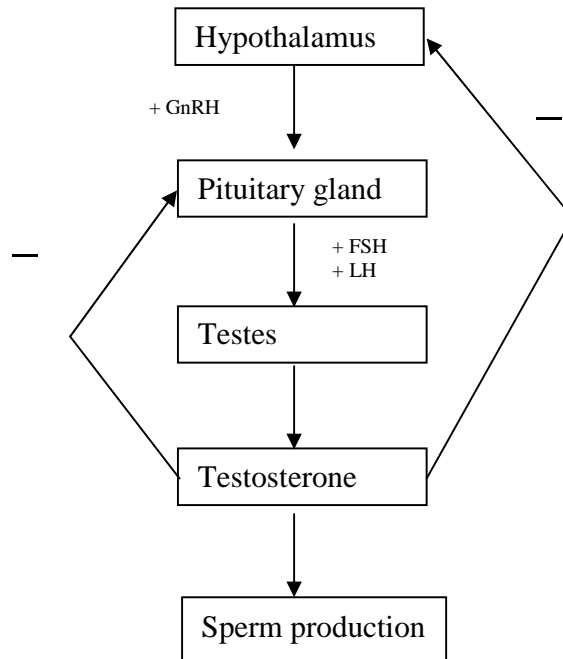 Hypothalamus
+ GnRH
—
Pituitary gland
—
+ FSH
+ LH
Testes
Testosterone
Sperm production